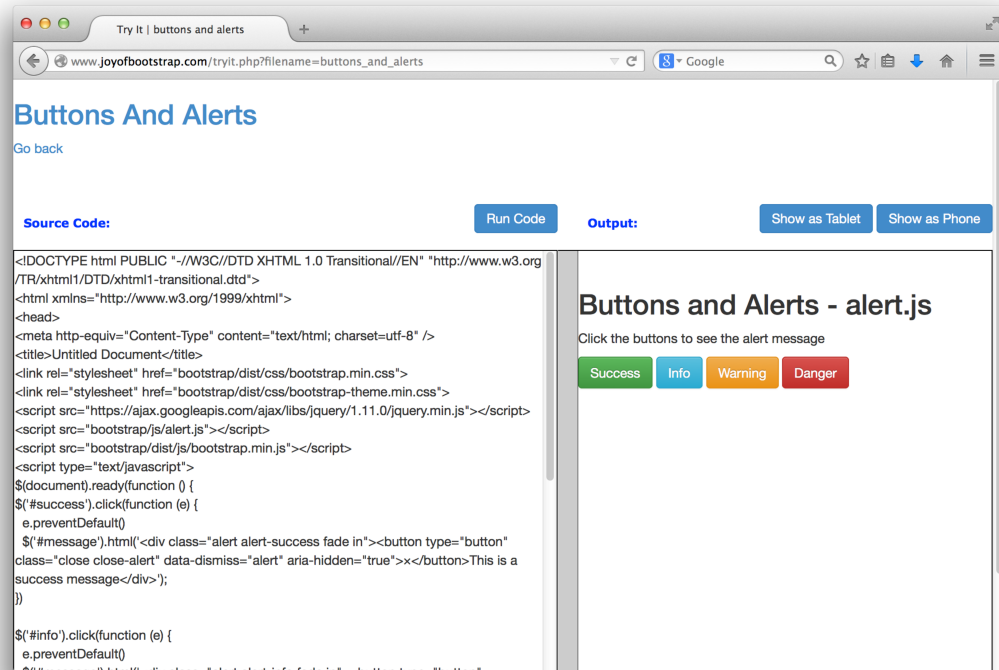 Try It | buttons and alerts
www.joyofbootstrap.com/tryit.php?filename=buttons_and_alerts
8
Google
Buttons And Alerts
Go back
Source Code:
Run Code
Output:
Show as Tablet
Show as Phone
<!DOCTYPE html PUBLIC "-//W3C//DTD XHTML 1.0 Transitional//EN" "http://www.w3.org
/TR/xhtml1/DTD/xhtml1-transitional.dtd">
<html xmlns="http://www.w3.org/1999/xhtml">
<head>
<meta http-equiv="Content-Type" content="text/html; charset=utf-8" />
<title>Untitled Document</title>
<link rel="stylesheet" href="bootstrap/dist/css/bootstrap.min.css">
<link rel="stylesheet" href="bootstrap/dist/css/bootstrap-theme.min.css">
<script src="https://ajax.googleapis.com/ajax/libs/jquery/1.11.0/jquery.min.js"></script>
<script src="bootstrap/js/alert.js"></script>
<script src="bootstrap/dist/js/bootstrap.min.js"></script>
<script type="text/javascript">
$(document).ready(function () {
$('#success').click(function (e) {
e.preventDefault()
$('#message').html('<div class="alert alert-success fade in"><button type="button"
class="close close-alert" data-dismiss="alert" aria-hidden="true">×</button>This is a
success message</div>');
})
$('#info').click(function (e) {
e.preventDefault()
Buttons and Alerts - alert.js
Click the buttons to see the alert message
Success
Info
Warning
Danger